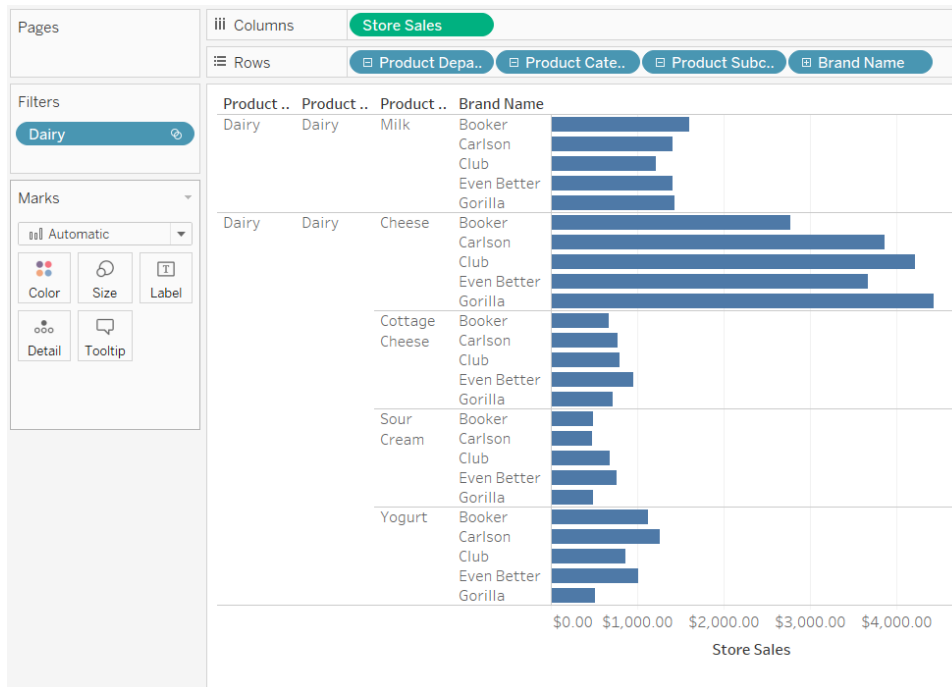 Pages
Columns
Store Sales
Rows
Product Depa..
Product Cate..
Product Subc..
Brand Name
Filters
Dairy
Marks
Automatic
Color
Size
Label
Detail
Tooltip
Product .. Product .. Product .. Brand Name
Dairy Dairy Milk Booker
Carlson
Club
Even Better
Gorilla
Dairy Dairy Cheese Booker
Carlson
Club
Even Better
Gorilla
Cottage Booker
Cheese Carlson
Club
Even Better
Gorilla
Sour Booker
Cream Carlson
Club
Even Better
Gorilla
Yogurt Booker
Carlson
Club
Even Better
Gorilla
$0.00 $1,000.00 $2,000.00 $3,000.00 $4,000.00
Store Sales